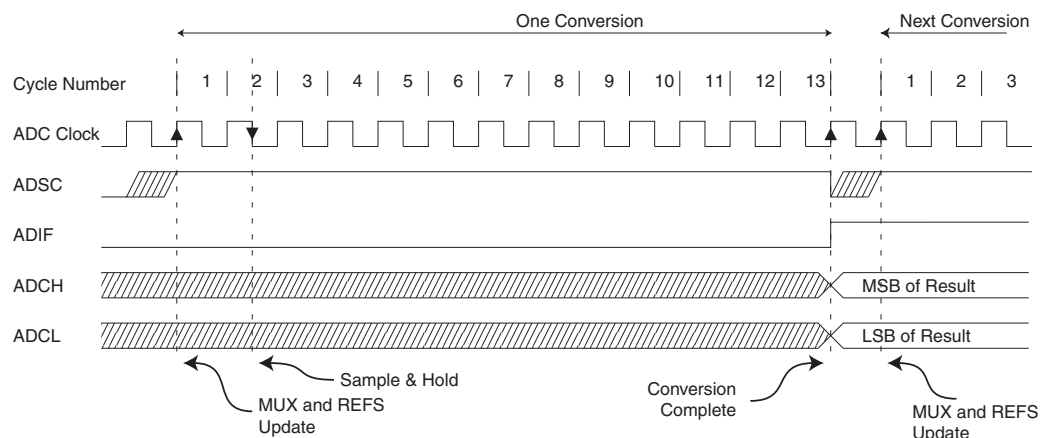 One Conversion
Next Conversion
Cycle Number 1 2 3 4 5 6 7 8 9 10 11 12 13 1 2 3
ADC Clock
ADSC
ADIF
ADCH
MSB of Result
ADCL
LSB of Result
Sample & Hold
MUX and REFS
Update
Conversion
Complete
MUX and REFS
Update